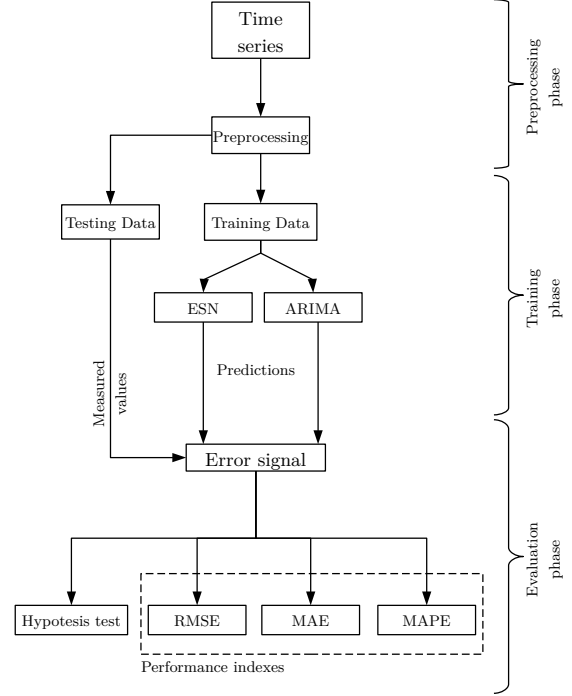 Time
series
Preprocessing
phase
Preprocessing
Testing Data
Training Data
Training
phase
ESN
ARIMA
Measured
values
Predictions
Error signal
Evaluation
phase
Hypotesis test
RMSE
MAE
MAPE
Performance indexes